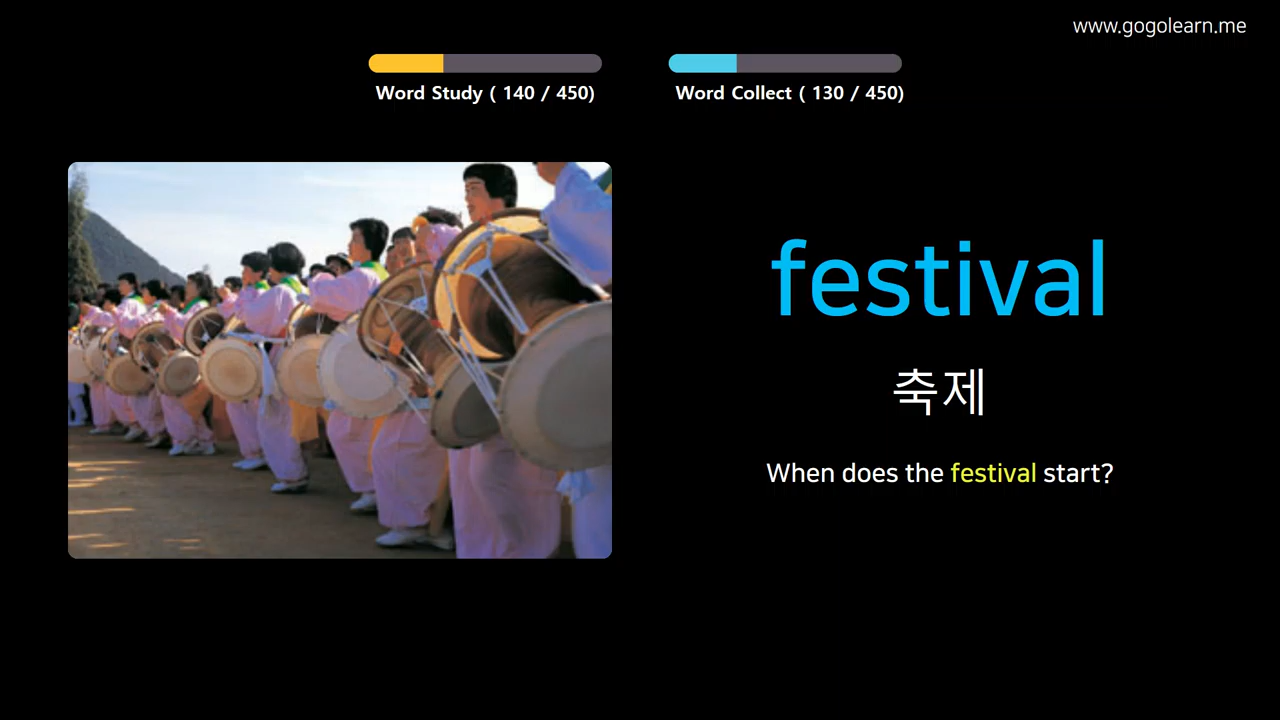 www.gogolearn.me
Word Study ( 140 / 450)
Word Collect ( 130 / 450)
festival
축제
When does the festival start?